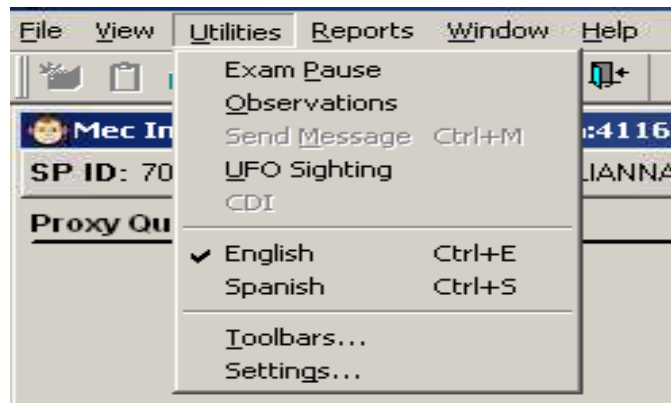 File View Utilities Reports Window Help
Exam Pause
Observations
Mec In :4116
Send Message Ctrl+M
SP ID: 70 LIANNA
UFO Sighting
CDI
Proxy Qu
English Ctrl+E
Spanish Ctrl+S
Toolbars...
Settings...